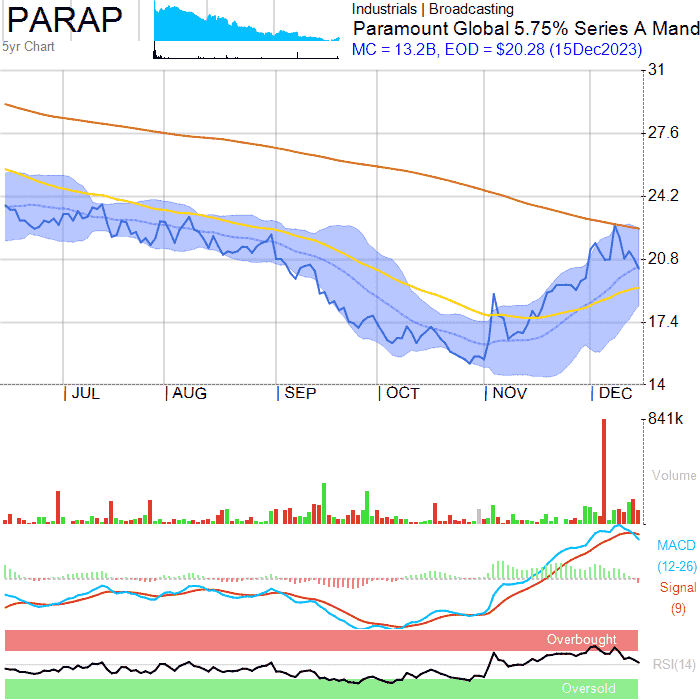 PARAP
5yr Chart
Industrials | Broadcasting
Paramount Global 5.75% Series A Mand
MC = 13.2B, EOD = $20.28 (15Dec2023)
31
27.6
24.2
20.8
17.4
14
JUL AUG SEP OCT NOV DEC
841k
Volume
MACD
(12-26)
Signal
(9)
Overbought
RSI(14)
Oversold